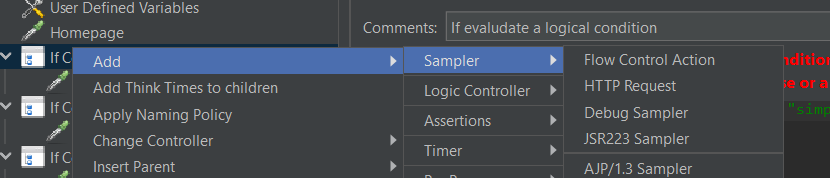 User Defined Variables
Homepage
Comments: If evaludate a logical condition
If C
Add
Add Think Times to children
Apply Naming Policy
Change Controller
Insert Parent
If C
If C
Sampler
Logic Controller
Assertions
Timer
Flow Control Action
HTTP Request
Debug Sampler
JSR223 Sampler
AJP/1.3 Sampler
nditio
se or a
"simp